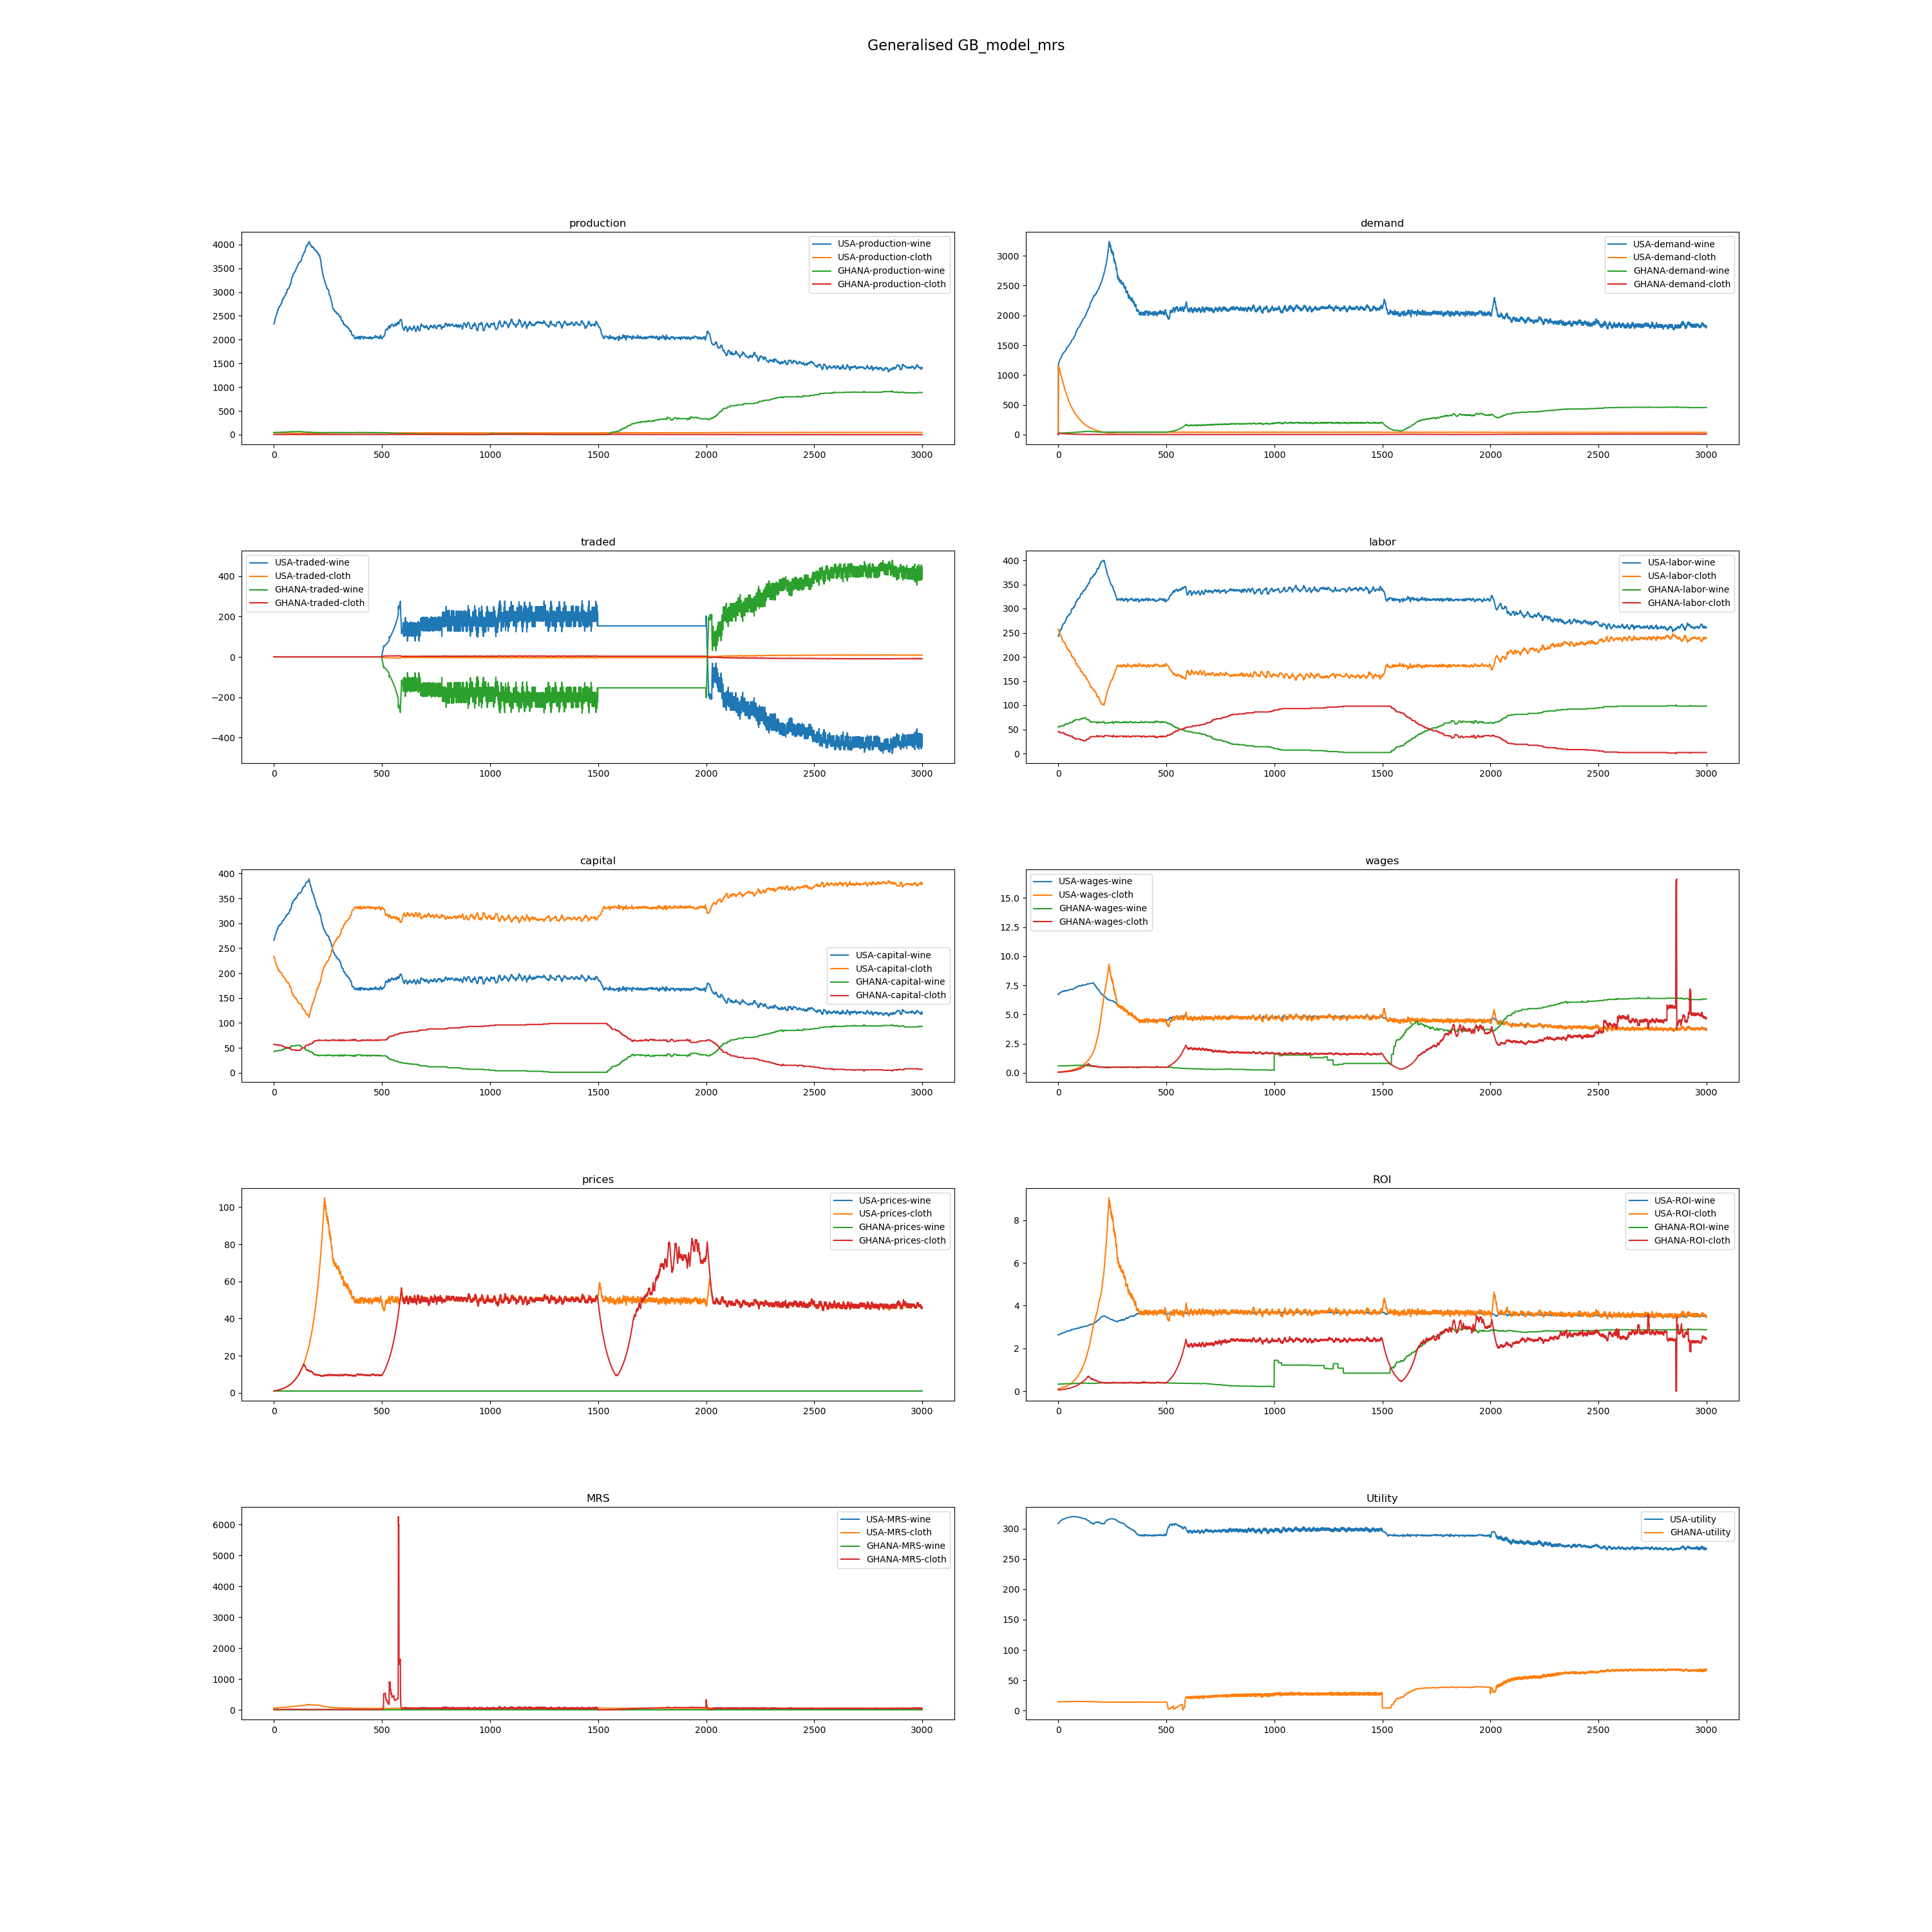 Generalised GB_model_mrs
production
4000
3500
3000
2500
2000
1500
1000
500
0
0 500 1000 1500 2000 2500 3000
USA-production-wine
USA-production-cloth
GHANA-production-wine
GHANA-production-cloth
demand
3000
2500
2000
1500
1000
500
0
0 500 1000 1500 2000 2500 3000
USA-demand-wine
USA-demand-cloth
GHANA-demand-wine
GHANA-demand-cloth
traded
400
200
0
−200
−400
0 500 1000 1500 2000 2500 3000
USA-traded-wine
USA-traded-cloth
GHANA-traded-wine
GHANA-traded-cloth
labor
400
350
300
250
200
150
100
50
0
0 500 1000 1500 2000 2500 3000
USA-labor-wine
USA-labor-cloth
GHANA-labor-wine
GHANA-labor-cloth
capital
400
350
300
250
200
150
100
50
0
0 500 1000 1500 2000 2500 3000
USA-capital-wine
USA-capital-cloth
GHANA-capital-wine
GHANA-capital-cloth
wages
15.0
12.5
10.0
7.5
5.0
2.5
0.0
0 500 1000 1500 2000 2500 3000
USA-wages-wine
USA-wages-cloth
GHANA-wages-wine
GHANA-wages-cloth
prices
100
80
60
40
20
0
0 500 1000 1500 2000 2500 3000
USA-prices-wine
USA-prices-cloth
GHANA-prices-wine
GHANA-prices-cloth
ROI
8
6
4
2
0
0 500 1000 1500 2000 2500 3000
USA-ROI-wine
USA-ROI-cloth
GHANA-ROI-wine
GHANA-ROI-cloth
MRS
6000
5000
4000
3000
2000
1000
0
0 500 1000 1500 2000 2500 3000
USA-MRS-wine
USA-MRS-cloth
GHANA-MRS-wine
GHANA-MRS-cloth
Utility
300
250
200
150
100
50
0
0 500 1000 1500 2000 2500 3000
USA-utility
GHANA-utility